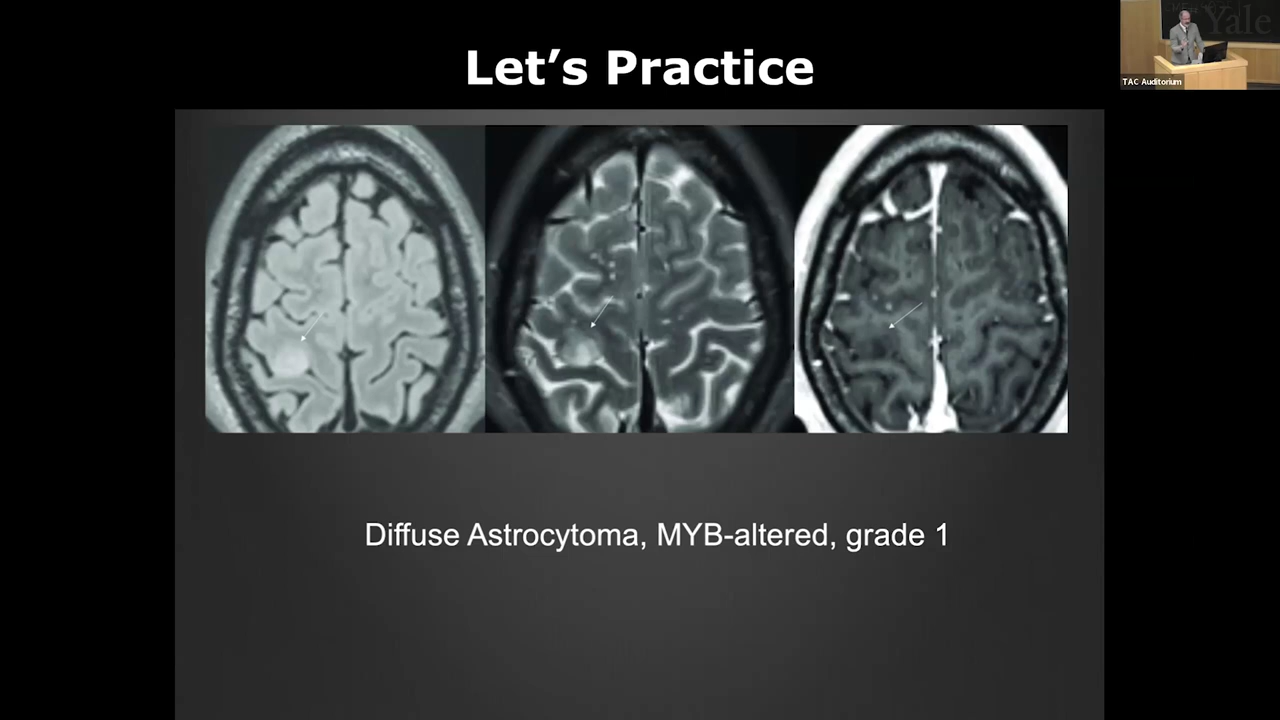 Let’s Practice
Yale
TAC Auditorium
Diffuse Astrocytoma, MYB-altered, grade 1